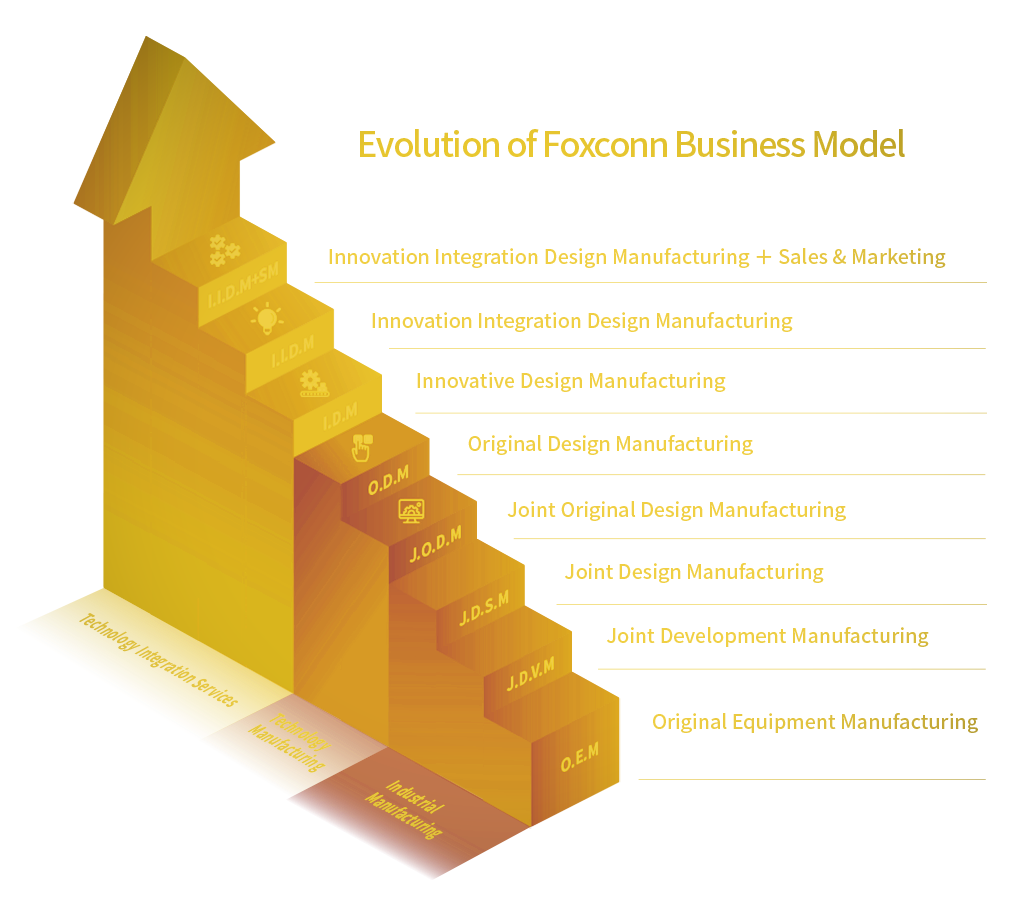 Evolution of Foxconn Business Model
Innovation Integration Design Manufacturing + Sales & Marketing
I.I.D.M+SM
Innovation Integration Design Manufacturing
I.I.D.M
Innovative Design Manufacturing
I.D.M
Original Design Manufacturing
O.D.M
Joint Original Design Manufacturing
J.O.D.M
Joint Design Manufacturing
J.D.S.M
Joint Development Manufacturing
J.D.V.M
Original Equipment Manufacturing
O.E.M
Technology Integration Services
Technology
Manufacturing
Industrial
Manufacturing